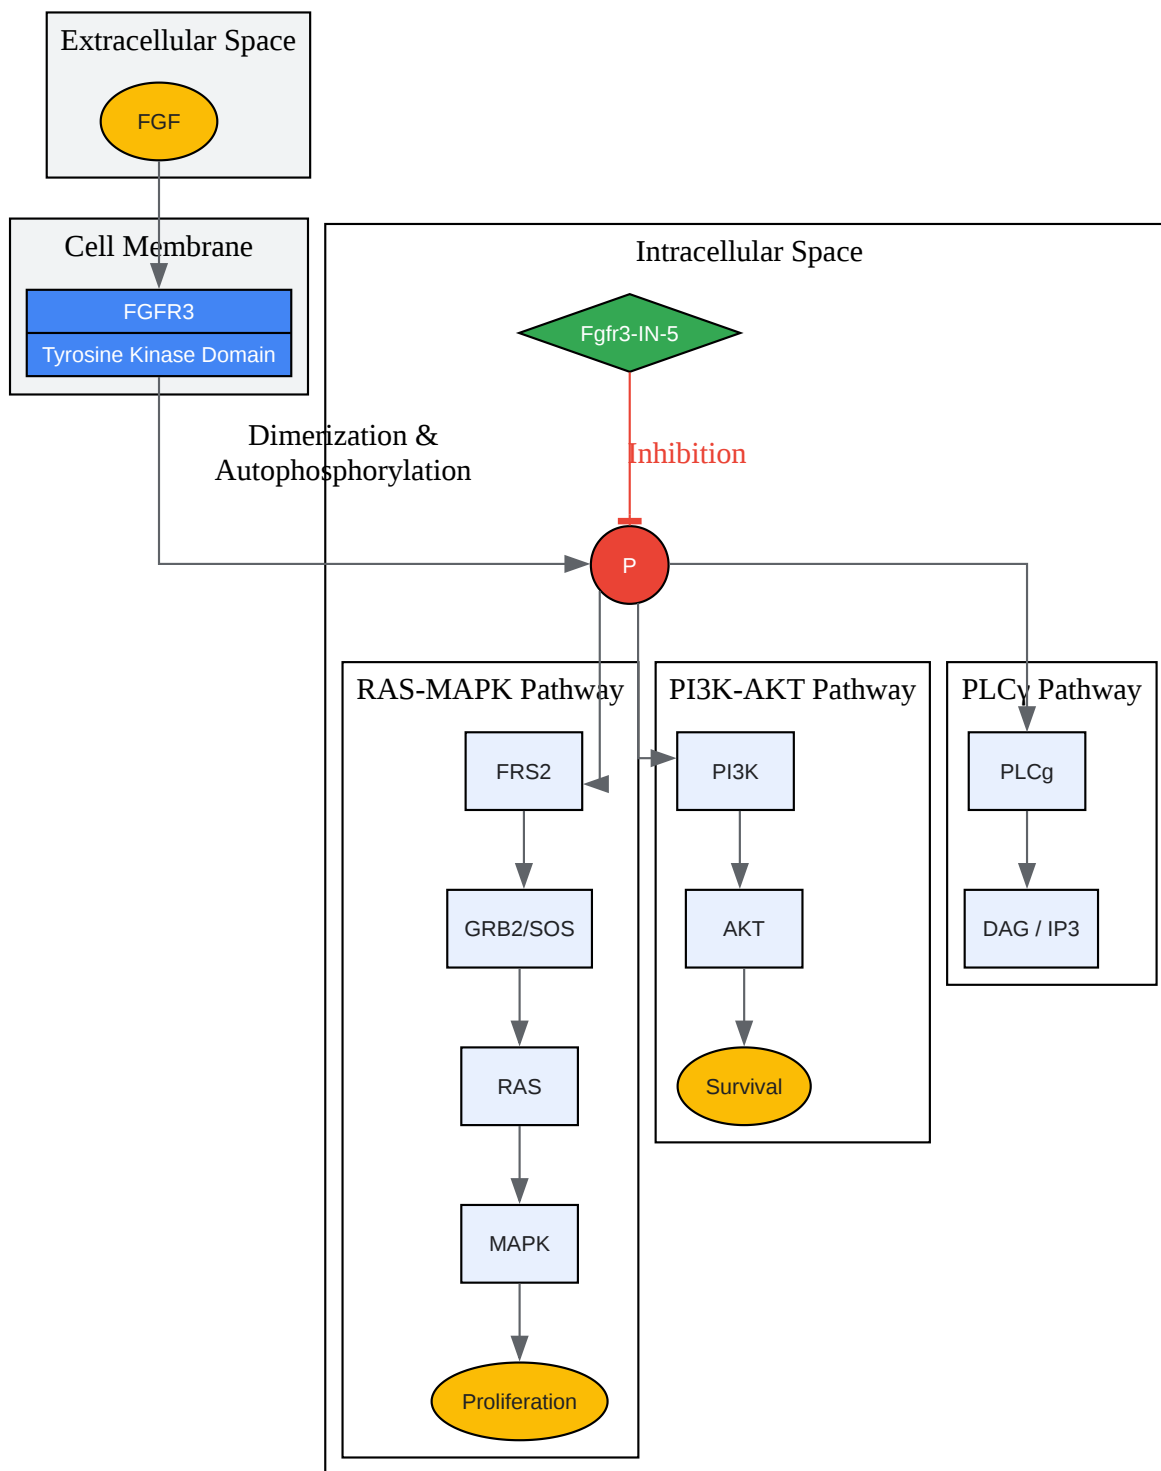 Extracellular Space
FGF
Cell Membrane
FGFR3
Tyrosine Kinase Domain
Intracellular Space
Fgfr3-IN-5
Dimerization &
Autophosphorylation
Inhibition
P
RAS-MAPK Pathway
FRS2
GRB2/SOS
RAS
MAPK
Proliferation
PI3K-AKT Pathway
PI3K
AKT
Survival
PLCγ Pathway
PLCg
DAG / IP3